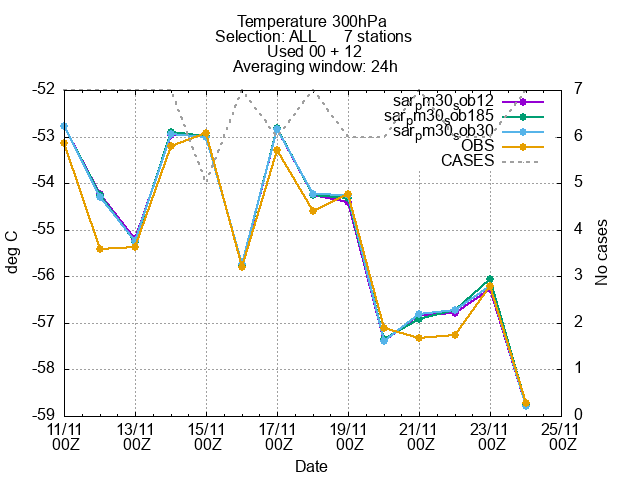 Temperature 300hPa
Selection: ALL 7 stations
Used 00 + 12
Averaging window: 24h
-52 7
sar_pm30_sob12
sar_pm30_sob185
-53 sar_pm30_sob30 6
OBS
CASES
-54 5
-55 4
-56 3
-57 2
-58 1
-59 0
deg C
No cases
11/11 13/11 15/11 17/11 19/11 21/11 23/11 25/11
00Z 00Z 00Z 00Z 00Z 00Z 00Z 00Z
Date